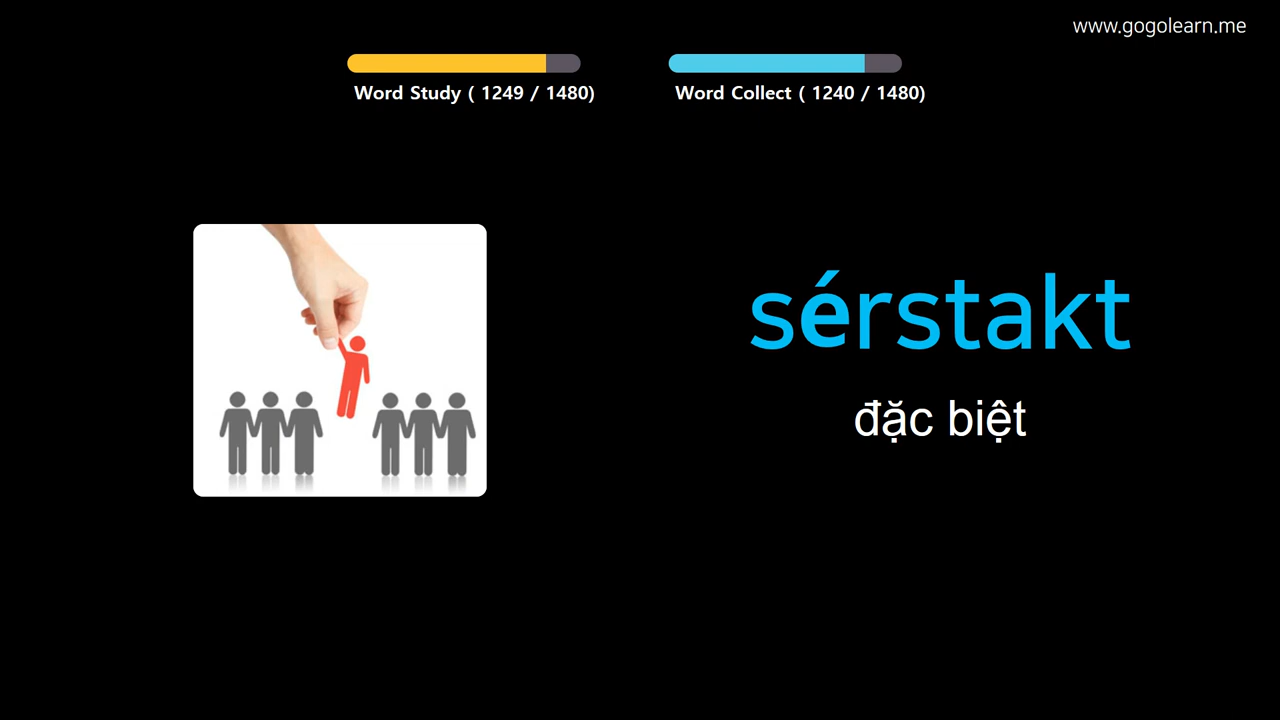 www.gogolearn.me
Word Study ( 1249 / 1480)
Word Collect ( 1240 / 1480)
sérstakt
đặc biệt